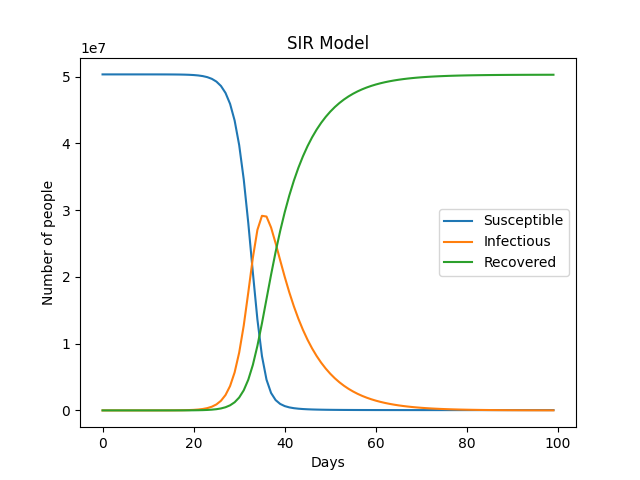 SIR Model
1e7
5
4
3
2
1
0
Number of people
Susceptible
Infectious
Recovered
0 20 40 60 80 100
Days